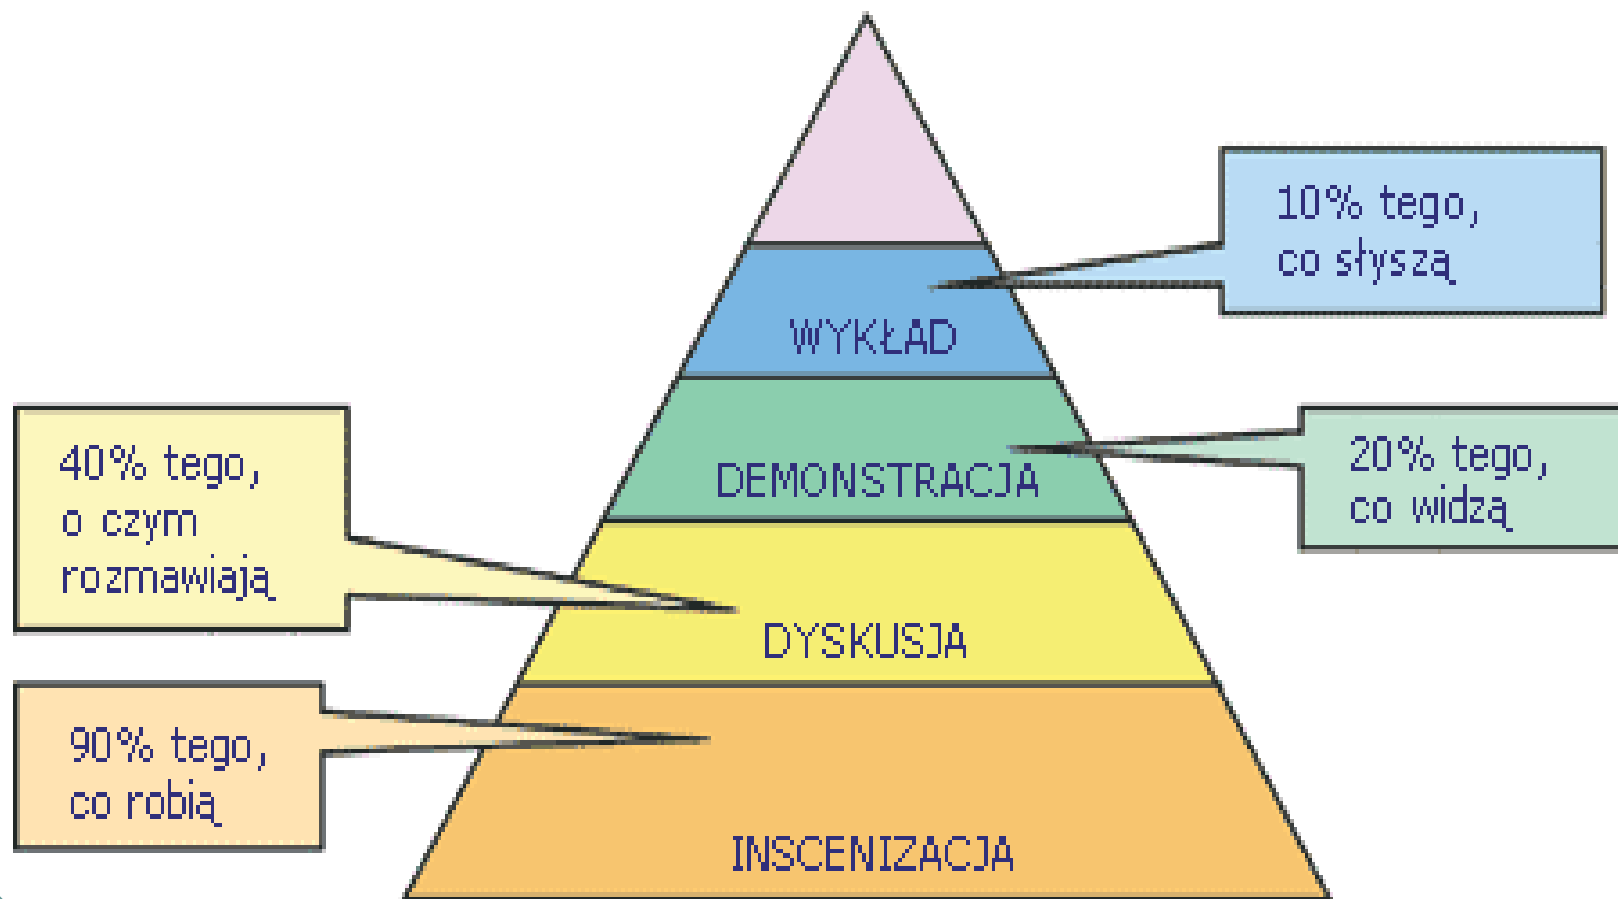 10% tego,
co słyszą
WYKŁAD
20% tego,
co widzą
DEMONSTRACJA
40% tego,
o czym
rozmawiają
DYSKUSJA
90% tego,
co robią
INSCENIZACJA